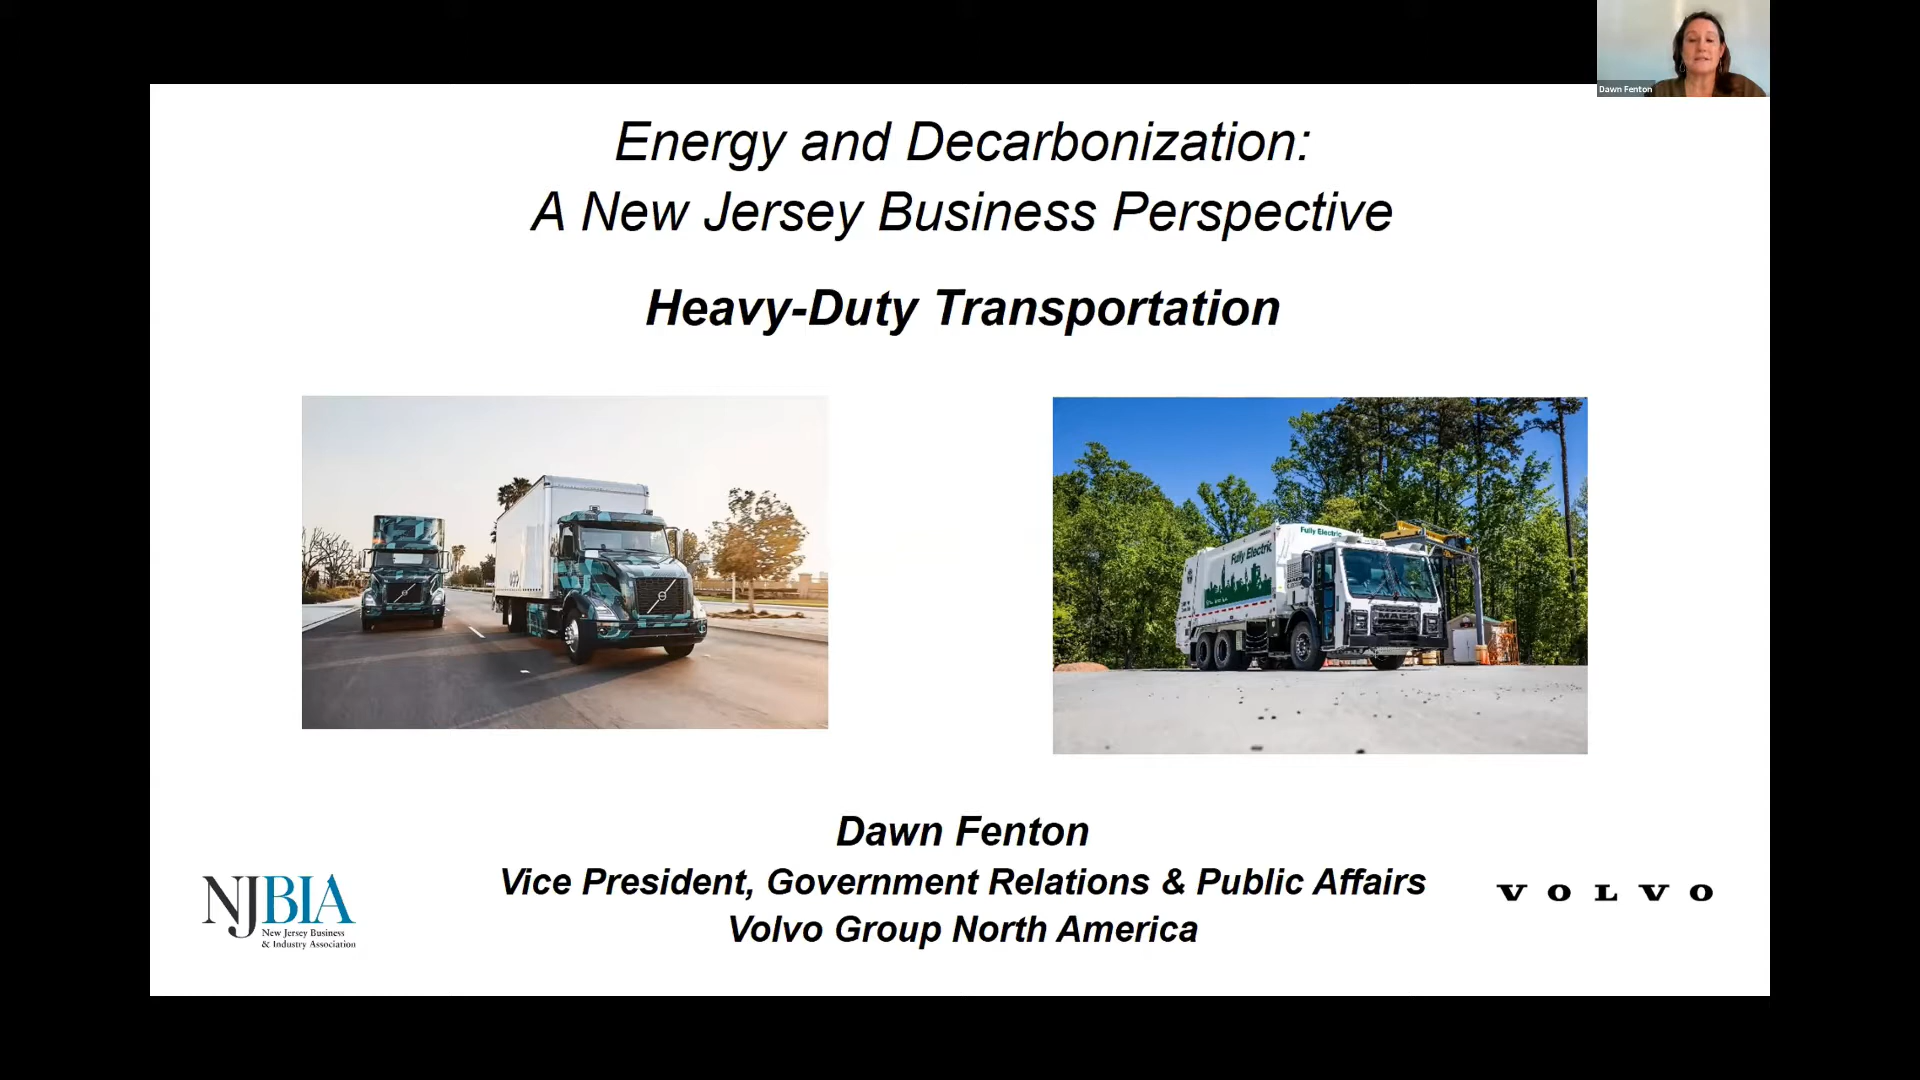 Dawn Fenton
Energy and Decarbonization:
A New Jersey Business Perspective
Heavy-Duty Transportation
Fully Electric
Fully Electric
MACK
Dawn Fenton
Vice President, Government Relations & Public Affairs
Volvo Group North America
NJBIA
New Jersey Business
& Industry Association
VOLVO